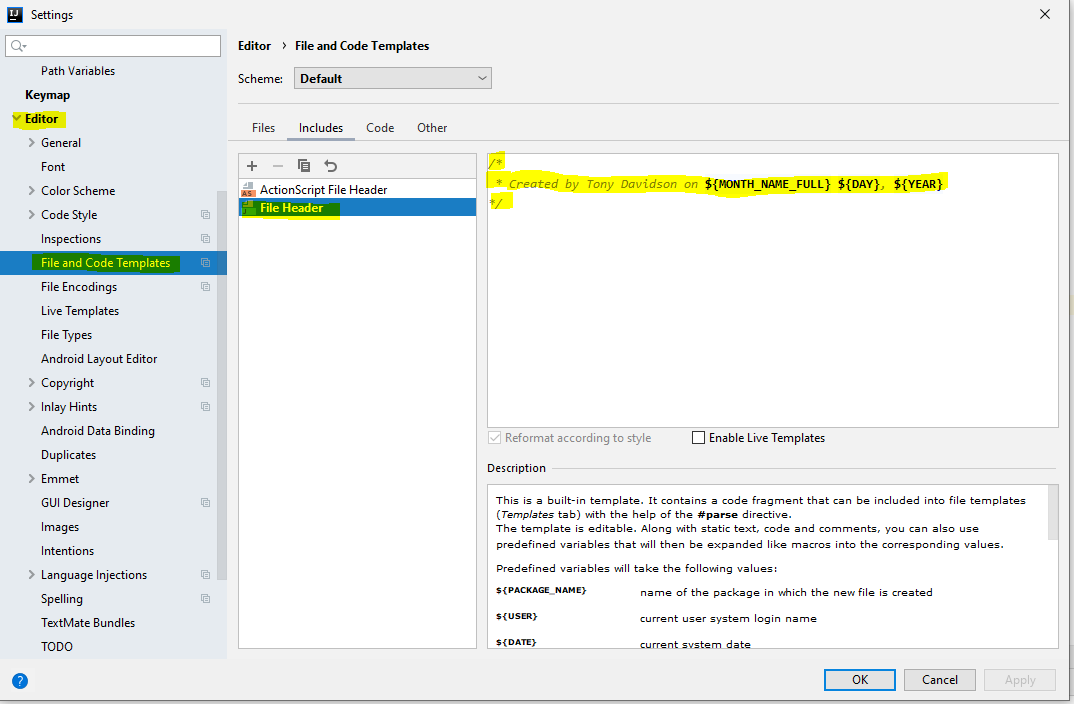 IJ Settings
Path Variables
Keymap
Editor
General
Font
Color Scheme
Code Style
Inspections
File and Code Templates
File Encodings
Live Templates
File Types
Android Layout Editor
Copyright
Inlay Hints
Android Data Binding
Duplicates
Emmet
GUI Designer
Images
Intentions
Language Injections
Spelling
TextMate Bundles
TODO
?
Editor › File and Code Templates
Scheme: Default
Files Includes Code Other
AS ActionScript File Header
File Header
/*
* Created by Tony Davidson on ${MONTH_NAME_FULL} ${DAY}, ${YEAR}
*/
Reformat according to style Enable Live Templates
Description
This is a built-in template. It contains a code fragment that can be included into file templates
(Templates tab) with the help of the #parse directive.
The template is editable. Along with static text, code and comments, you can also use
predefined variables that will then be expanded like macros into the corresponding values.
Predefined variables will take the following values:
${PACKAGE_NAME} name of the package in which the new file is created
${USER} current user system login name
${DATE} current system date
OK Cancel Apply